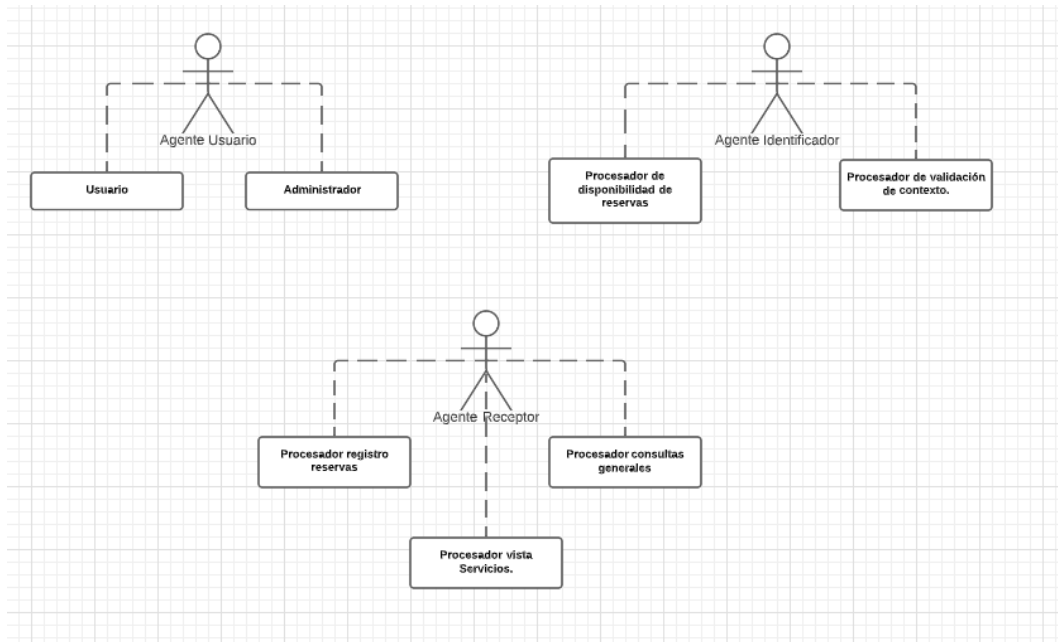 Agente Usuario
Agente Identificador
Usuario
Administrador
Procesador de
disponibilidad de
reservas
Procesador de validación
de contexto.
Agente Receptor
Procesador registro
reservas
Procesador consultas
generales
Procesador vista
Servicios.